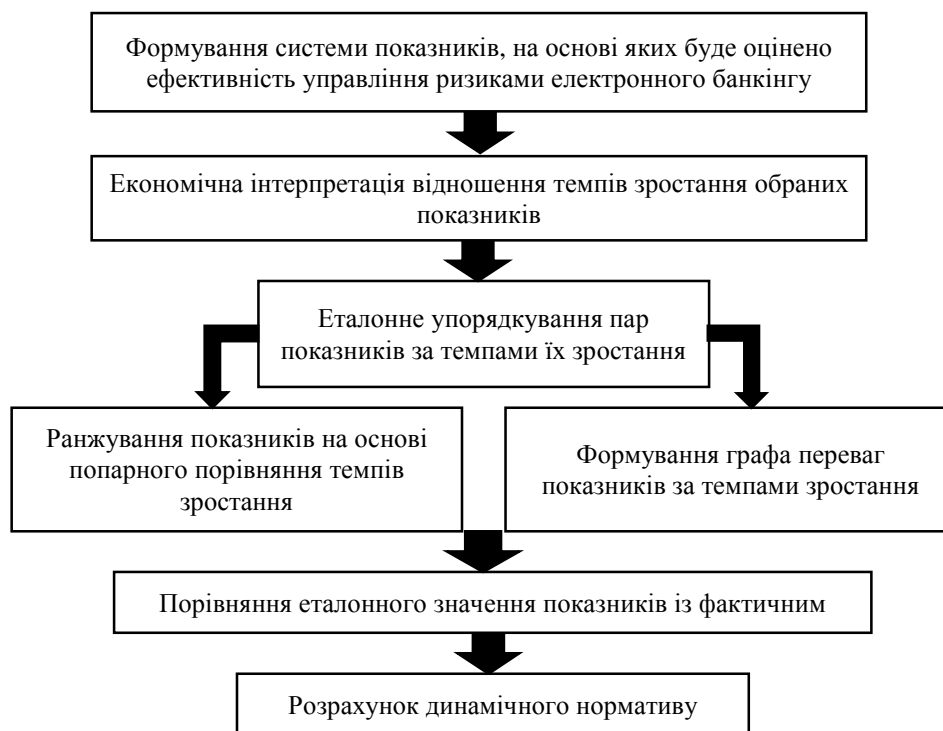 Формування системи показників, на основі яких буде оцінено
ефективність управління ризиками електронного банкінгу
Економічна інтерпретація відношення темпів зростання обраних
показників
Еталонне упорядкування пар
показників за темпами їх зростання
Ранжування показників на основі
попарного порівняння темпів
зростання
Формування графа переваг
показників за темпами зростання
Порівняння еталонного значення показників із фактичним
Розрахунок динамічного нормативу